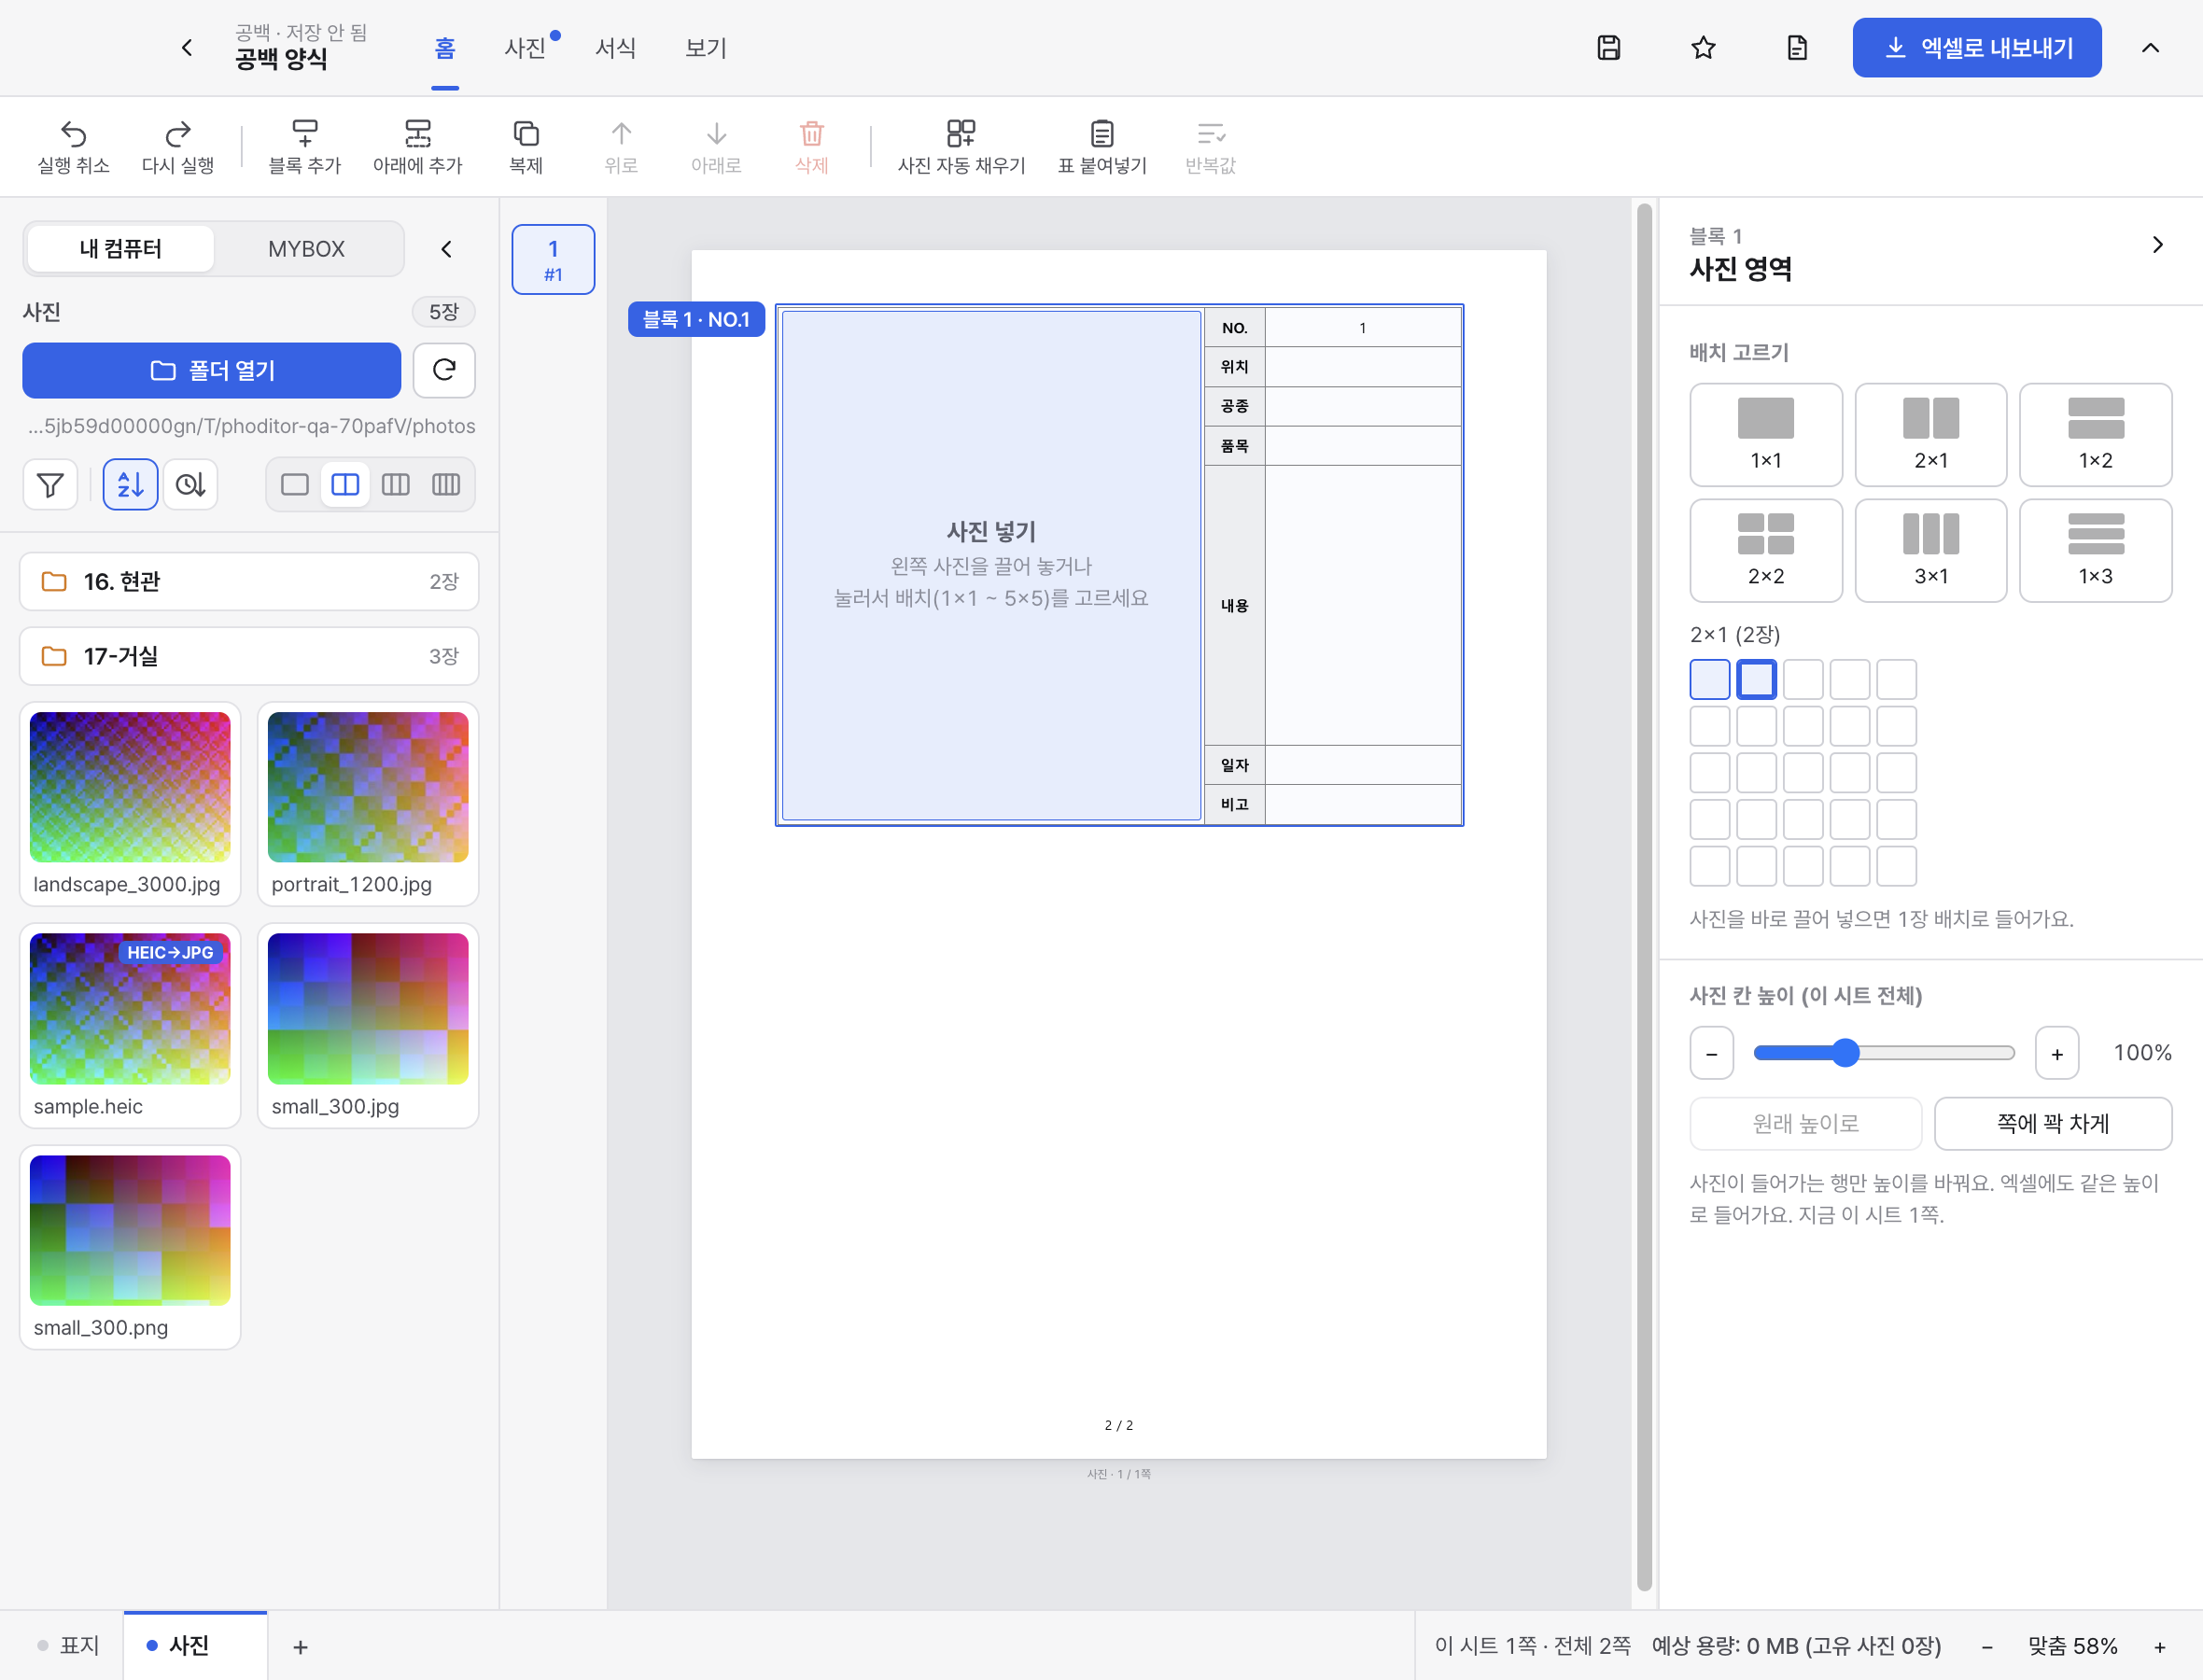 공백 · 저장 안 됨
공백 양식
홈
사진
서식
보기
엑셀로 내보내기
실행 취소
다시 실행
블록 추가
아래에 추가
복제
위로
아래로
삭제
사진 자동 채우기
표 붙여넣기
반복값
내 컴퓨터
MYBOX
사진
5장
폴더 열기
...5jb59d00000gn/T/phoditor-qa-70pafV/photos
16. 현관
2장
17-거실
3장
landscape_3000.jpg
portrait_1200.jpg
HEIC→JPG
sample.heic
small_300.jpg
small_300.png
1
#1
블록 1 · NO.1
사진 넣기
왼쪽 사진을 끌어 놓거나
눌러서 배치(1×1 ~ 5×5)를 고르세요
NO.
1
위치
공종
품목
내용
일자
비고
2 / 2
사진 · 1 / 1쪽
블록 1
사진 영역
배치 고르기
1×1
2×1
1×2
2×2
3×1
1×3
2×1 (2장)
사진을 바로 끌어 넣으면 1장 배치로 들어가요.
사진 칸 높이 (이 시트 전체)
−
+
100%
원래 높이로
쪽에 꽉 차게
사진이 들어가는 행만 높이를 바꿔요. 엑셀에도 같은 높이
로 들어가요. 지금 이 시트 1쪽.
표지
사진
+
이 시트 1쪽 · 전체 2쪽
예상 용량: 0 MB (고유 사진 0장)
−
맞춤 58%
+